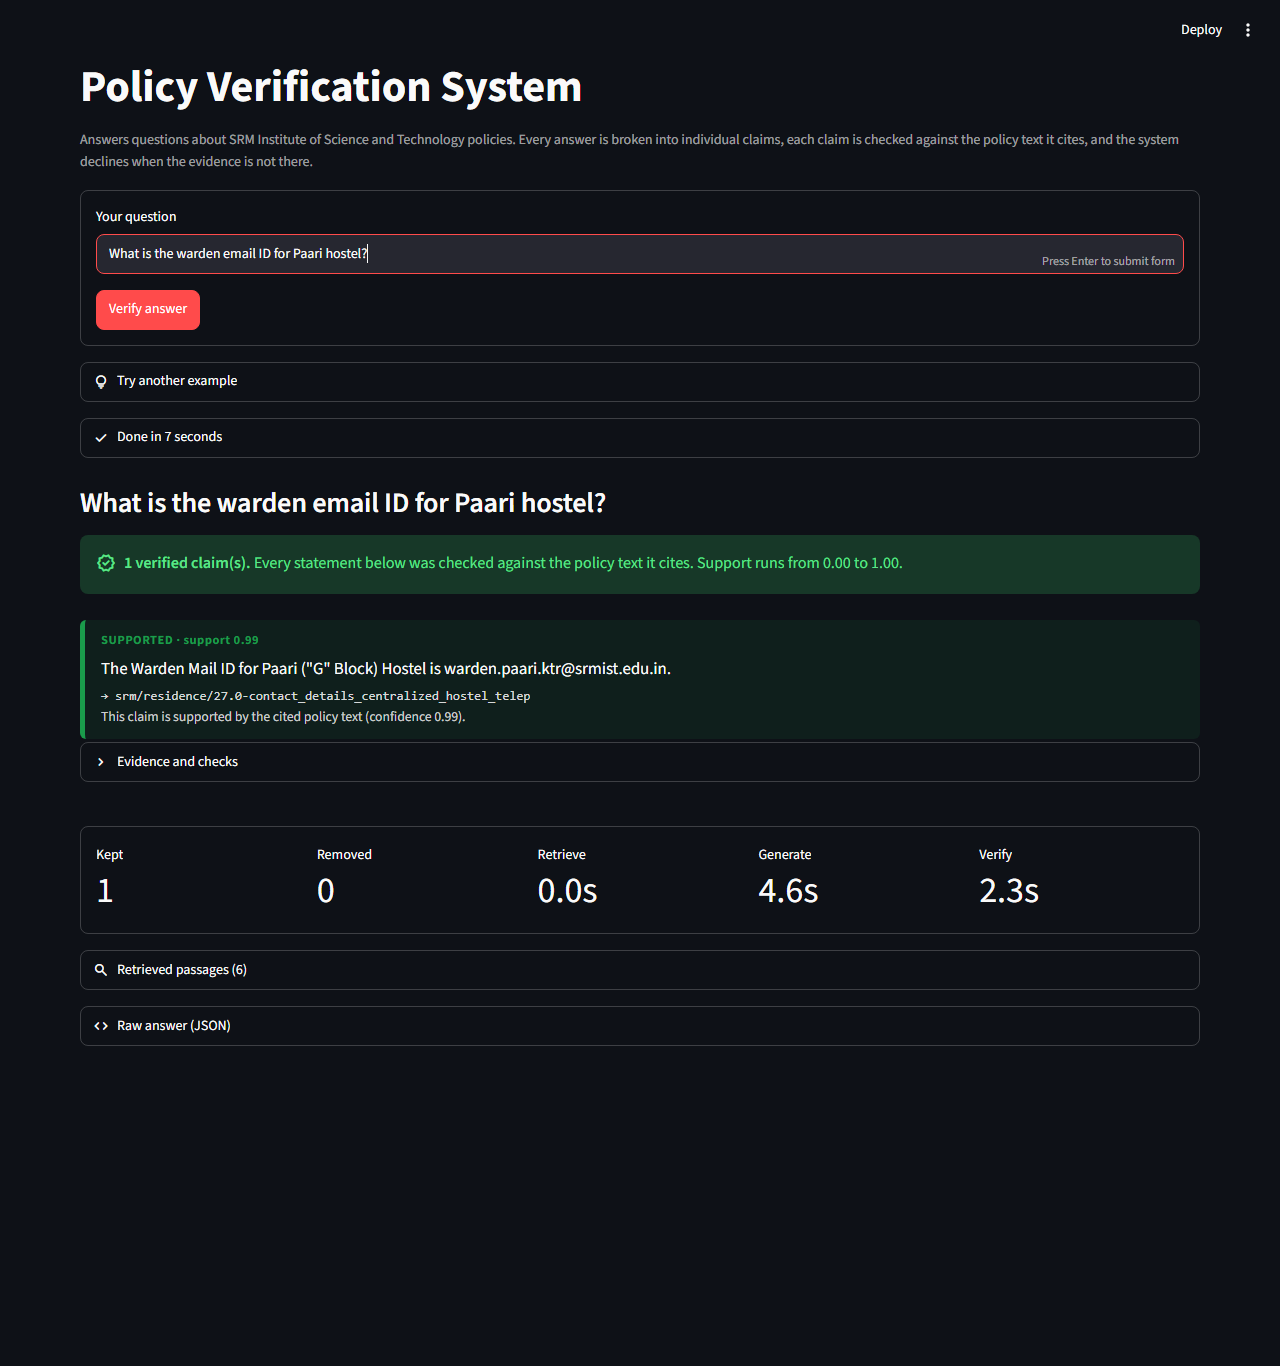 Deploy
Policy Verification System
Answers questions about SRM Institute of Science and Technology policies. Every answer is broken into individual claims, each claim is checked against the policy text it cites, and the system
declines when the evidence is not there.
Your question
What is the warden email ID for Paari hostel?
Press Enter to submit form
Verify answer
Try another example
Done in 7 seconds
What is the warden email ID for Paari hostel?
1 verified claim(s). Every statement below was checked against the policy text it cites. Support runs from 0.00 to 1.00.
SUPPORTED · support 0.99
The Warden Mail ID for Paari ("G" Block) Hostel is warden.paari.ktr@srmist.edu.in.
→ srm/residence/27.0-contact_details_centralized_hostel_telep
This claim is supported by the cited policy text (confidence 0.99).
Evidence and checks
Kept Removed Retrieve Generate Verify
1 0 0.0s 4.6s 2.3s
Retrieved passages (6)
Raw answer (JSON)